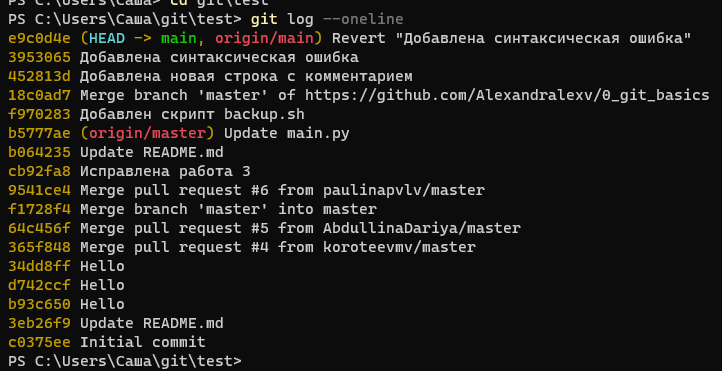 PS C:\Users\Саша> cd git\test
PS C:\Users\Саша\git\test> git log --oneline
e9c0d4e (HEAD -> main, origin/main) Revert "Добавлена синтаксическая ошибка"
3953065 Добавлена синтаксическая ошибка
452813d Добавлена новая строка с комментарием
18c0ad7 Merge branch 'master' of https://github.com/Alexandralexv/0_git_basics
f970283 Добавлен скрипт backup.sh
b5777ae (origin/master) Update main.py
b064235 Update README.md
cb92fa8 Исправлена работа 3
9541ce4 Merge pull request #6 from paulinapvlv/master
f1728f4 Merge branch 'master' into master
64c456f Merge pull request #5 from AbdullinaDariya/master
365f848 Merge pull request #4 from koroteevmv/master
34dd8ff Hello
d742ccf Hello
b93c650 Hello
3eb26f9 Update README.md
c0375ee Initial commit
PS C:\Users\Саша\git\test>